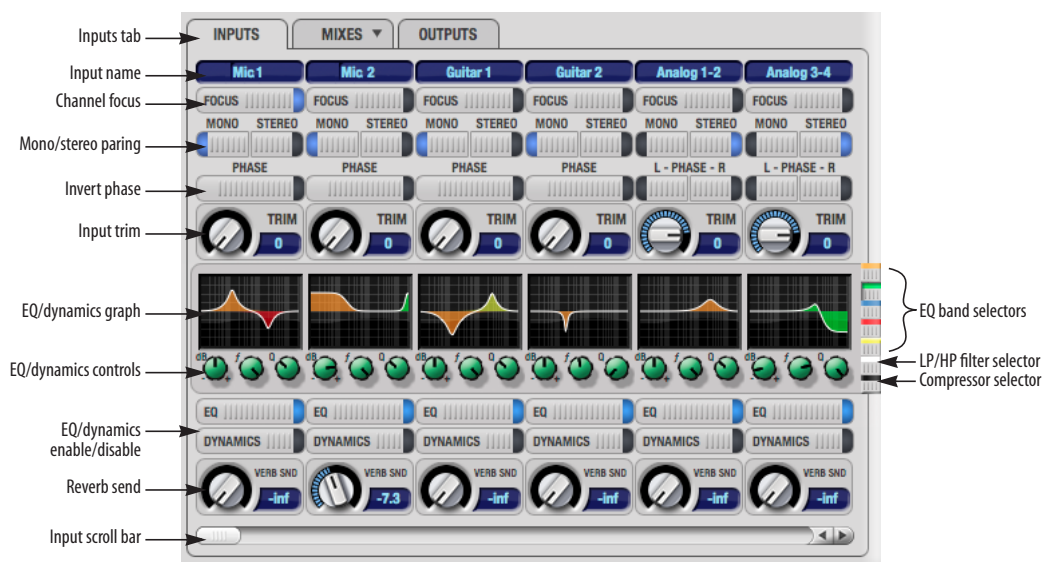 Inputs tab
INPUTS MIXES ▼ OUTPUTS
Input name
Mic 1 Mic 2 Guitar 1 Guitar 2 Analog 1-2 Analog 3-4
Channel focus
FOCUS FOCUS FOCUS FOCUS FOCUS FOCUS
MONO STEREO MONO STEREO MONO STEREO MONO STEREO MONO STEREO MONO STEREO
Mono/stereo paring
PHASE PHASE PHASE PHASE L - PHASE - R L - PHASE - R
Invert phase
TRIM TRIM TRIM TRIM TRIM TRIM
Input trim
0 0 0 0 0 0
EQ/dynamics graph
EQ band selectors
dB f Q dB f Q dB f Q dB f Q dB f Q dB f Q
LP/HP filter selector
EQ/dynamics controls
- + - + - + - + - + - +
Compressor selector
EQ EQ EQ EQ EQ EQ
EQ/dynamics
enable/disable
DYNAMICS DYNAMICS DYNAMICS DYNAMICS DYNAMICS DYNAMICS
VERB SND VERB SND VERB SND VERB SND VERB SND VERB SND
Reverb send
-inf -7.3 -inf -inf -inf -inf
Input scroll bar